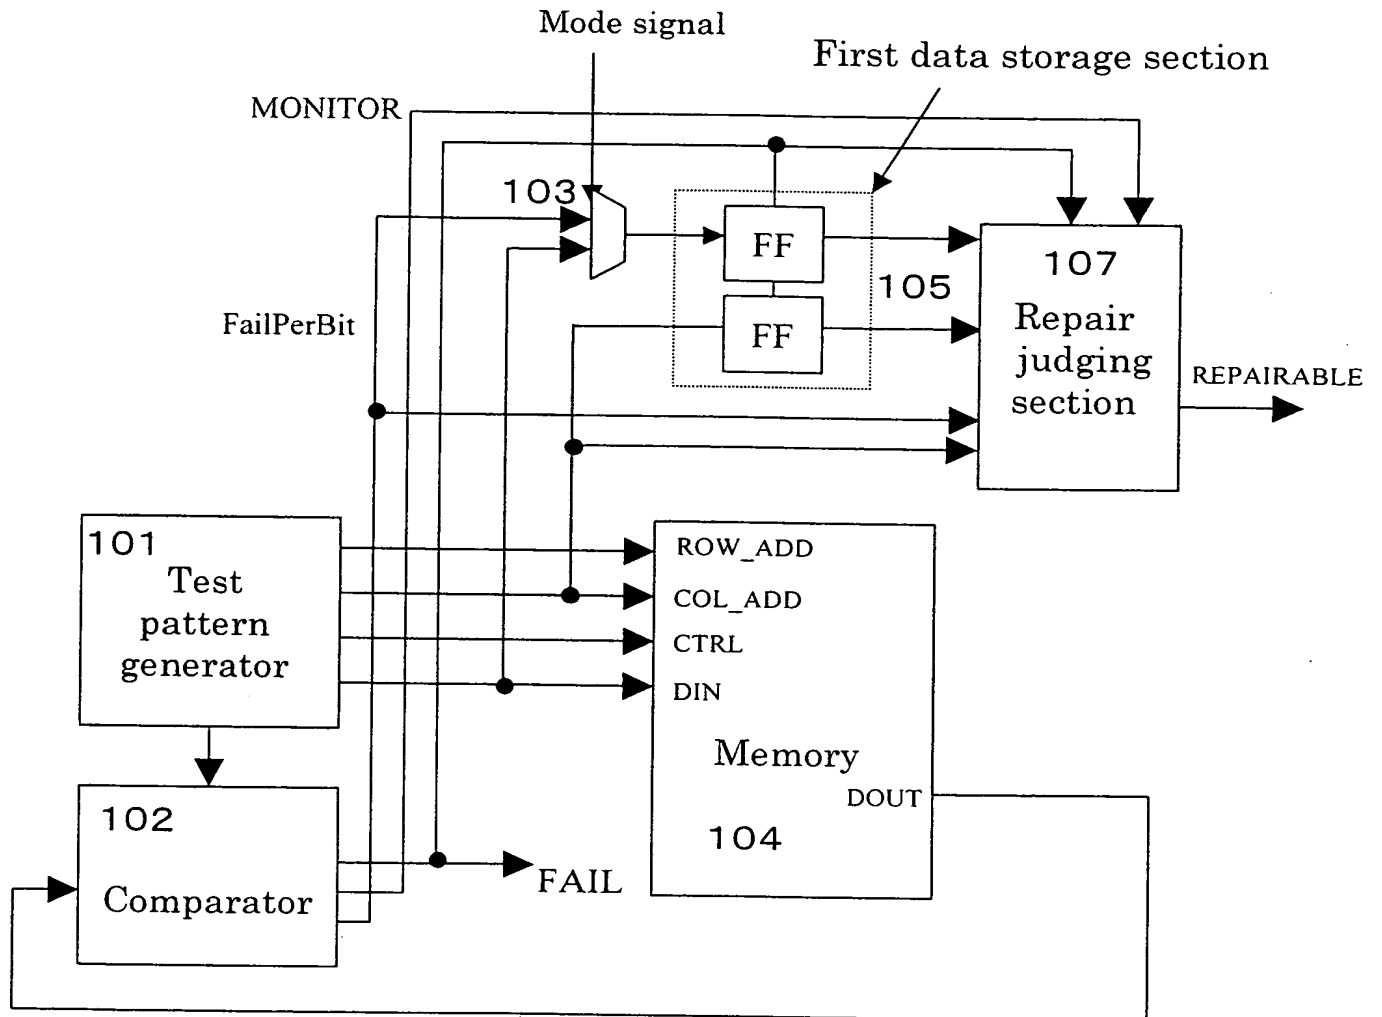 Mode signal
First data storage section
MONITOR
103
FF
105
107
FailPerBit
FF
Repair
judging
section
REPAIRABLE
101
Test
pattern
generator
ROW_ADD
COL_ADD
CTRL
DIN
Memory
DOUT
104
102
Comparator
FAIL